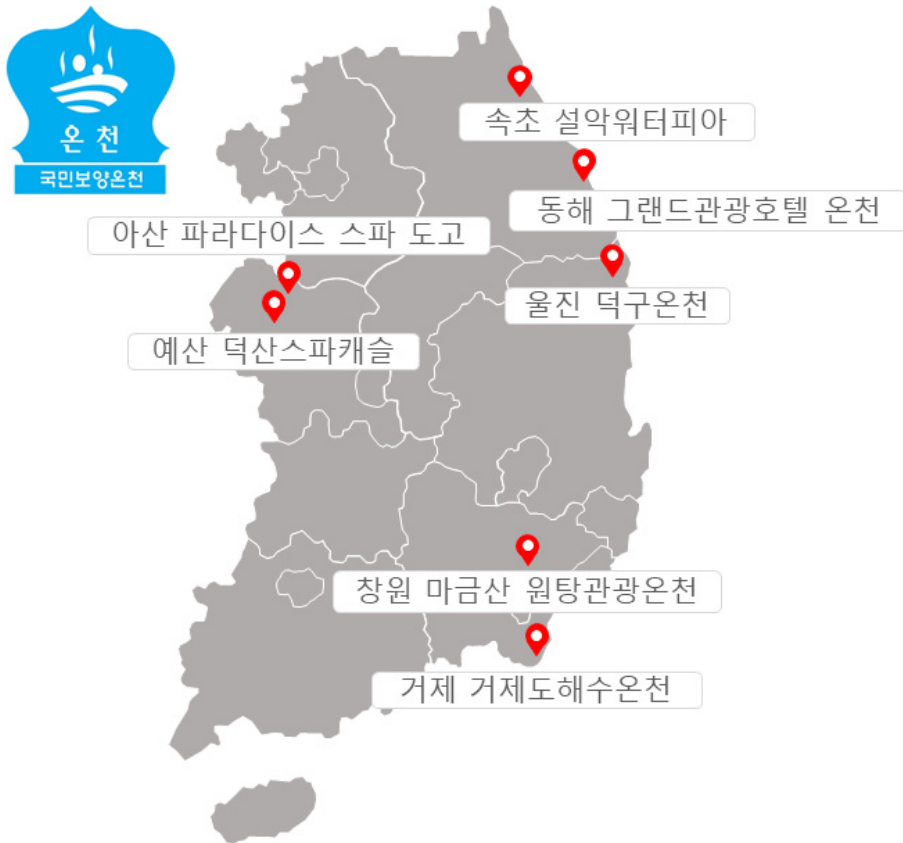 온 천
국민보양온천
속초 설악워터피아
동해 그랜드관광호텔 온천
아산 파라다이스 스파 도고
울진 덕구온천
예산 덕산스파캐슬
창원 마금산 원탕관광온천
거제 거제도해수온천